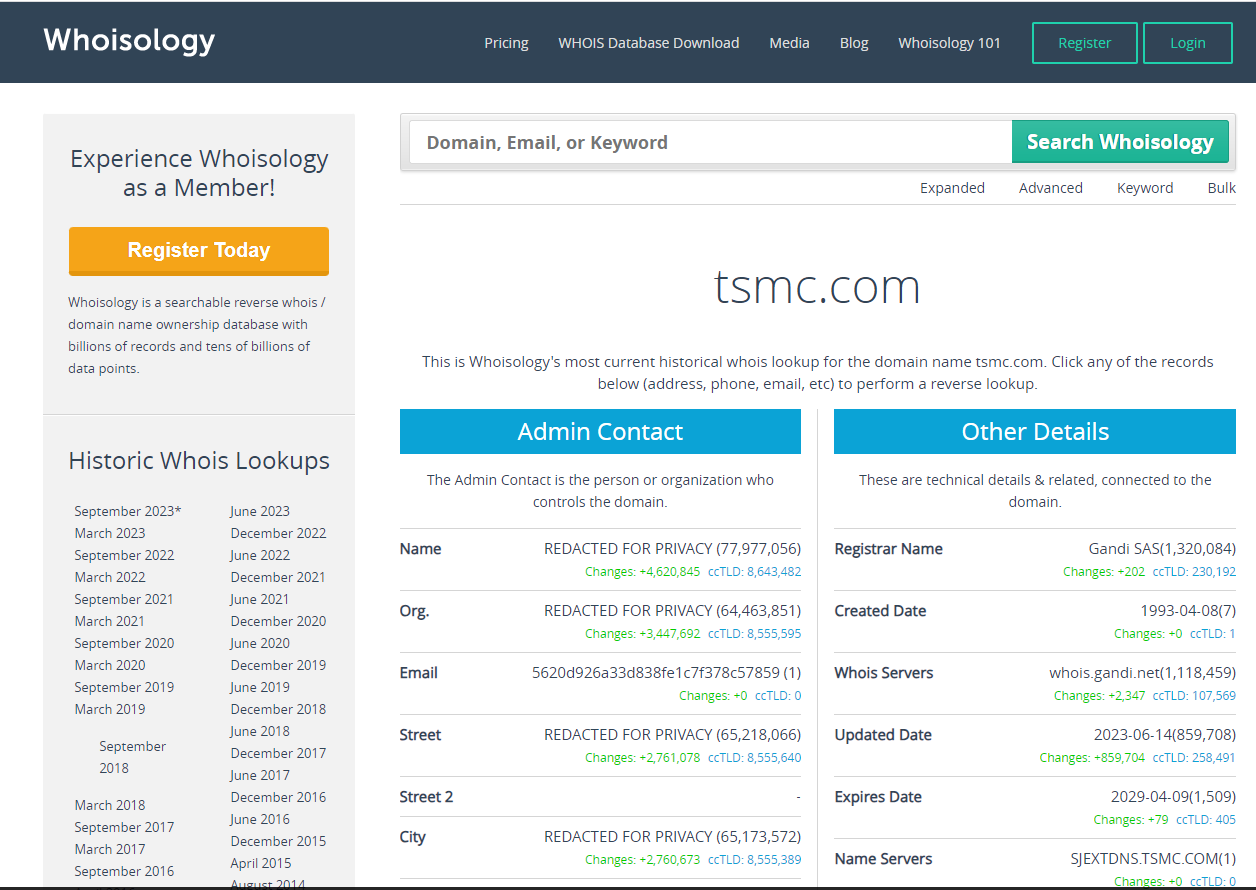 Whoisology
Pricing WHOIS Database Download Media Blog Whoisology 101 Register Login
Experience Whoisology
as a Member!
Register Today
Whoisology is a searchable reverse whois /
domain name ownership database with
billions of records and tens of billions of
data points.
Historic Whois Lookups
September 2023* June 2023
March 2023 December 2022
September 2022 June 2022
March 2022 December 2021
September 2021 June 2021
March 2021 December 2020
September 2020 June 2020
March 2020 December 2019
September 2019 June 2019
March 2019 December 2018
June 2018
September
2018
December 2017
June 2017
December 2016
March 2018
June 2016
September 2017
December 2015
March 2017
April 2015
September 2016
August 2014
Domain, Email, or Keyword Search Whoisology
Expanded Advanced Keyword Bulk
tsmc.com
This is Whoisology's most current historical whois lookup for the domain name tsmc.com. Click any of the records
below (address, phone, email, etc) to perform a reverse lookup.
Admin Contact
The Admin Contact is the person or organization who
controls the domain.
Name REDACTED FOR PRIVACY (77,977,056)
Changes: +4,620,845 ccTLD: 8,643,482
Org. REDACTED FOR PRIVACY (64,463,851)
Changes: +3,447,692 ccTLD: 8,555,595
Email 5620d926a33d838fe1c7f378c57859 (1)
Changes: +0 ccTLD: 0
Street REDACTED FOR PRIVACY (65,218,066)
Changes: +2,761,078 ccTLD: 8,555,640
Street 2 -
City REDACTED FOR PRIVACY (65,173,572)
Changes: +2,760,673 ccTLD: 8,555,389
Other Details
These are technical details & related, connected to the
domain.
Registrar Name Gandi SAS(1,320,084)
Changes: +202 ccTLD: 230,192
Created Date 1993-04-08(7)
Changes: +0 ccTLD: 1
Whois Servers whois.gandi.net(1,118,459)
Changes: +2,347 ccTLD: 107,569
Updated Date 2023-06-14(859,708)
Changes: +859,704 ccTLD: 258,491
Expires Date 2029-04-09(1,509)
Changes: +79 ccTLD: 405
Name Servers SJEXTDNS.TSMC.COM(1)
Changes: +0 ccTLD: 0